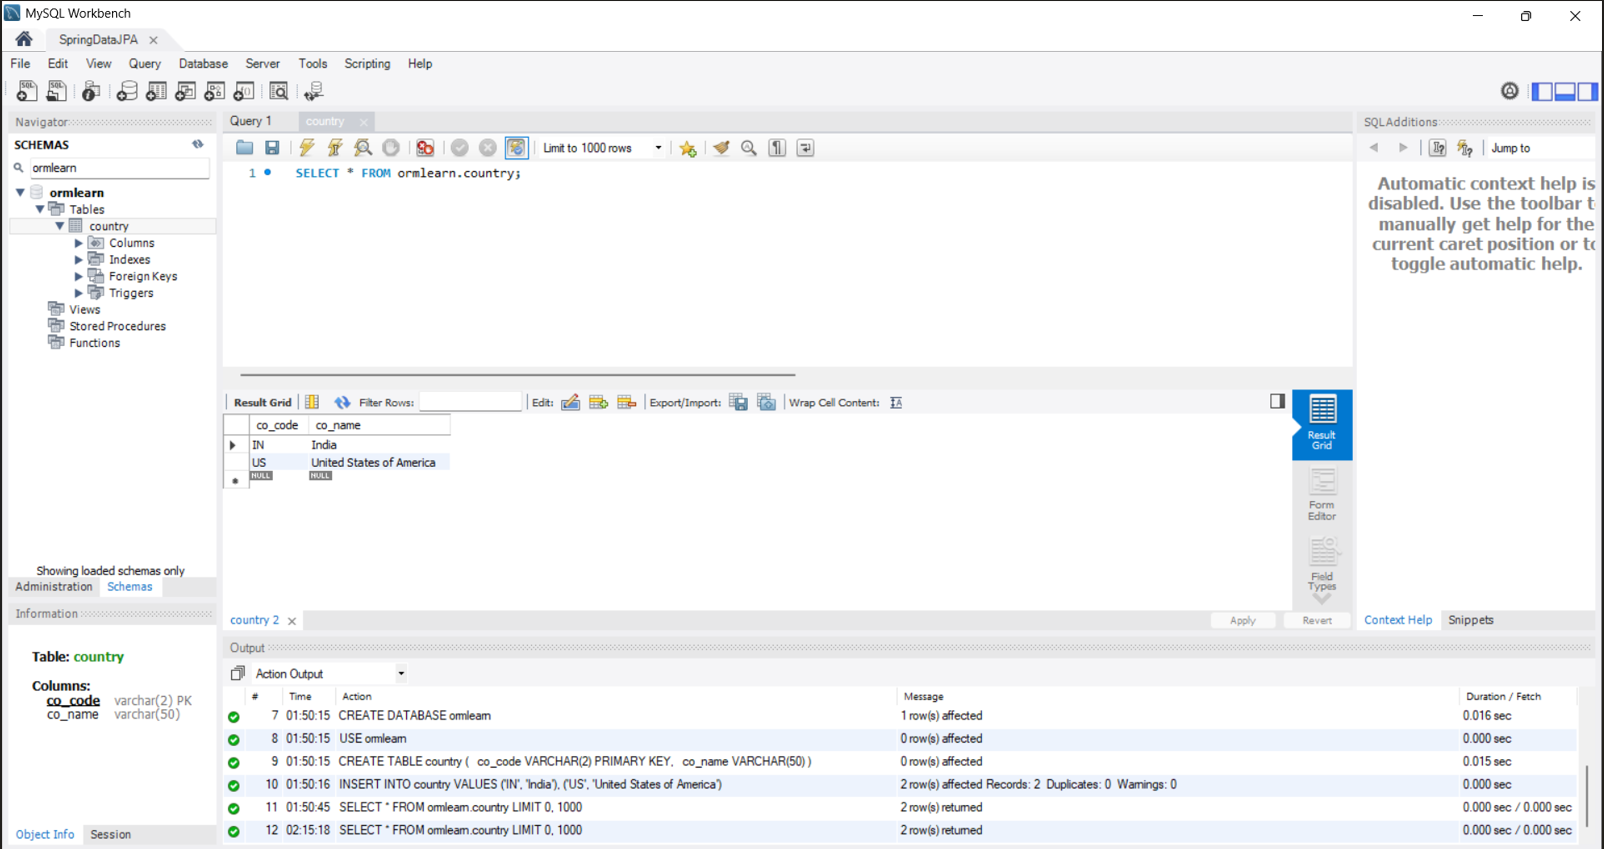 MySQL Workbench
SpringDataJPA
File Edit View Query Database Server Tools Scripting Help
Navigator
SCHEMAS
ormlearn
ormlearn
Tables
country
Columns
Indexes
Foreign Keys
Triggers
Views
Stored Procedures
Functions
Showing loaded schemas only
Administration Schemas
Information
Table: country
Columns:
co_code varchar(2) PK
co_name varchar(50)
Object Info Session
Query 1 country
Limit to 1000 rows
1 SELECT * FROM ormlearn.country;
Result Grid Filter Rows: Edit: Export/Import: Wrap Cell Content:
co_code co_name
IN India
US United States of America
NULL NULL
Result
Grid
Form
Editor
Field
Types
country 2 Apply Revert
SQLAdditions
Jump to
Automatic context help is
disabled. Use the toolbar t
manually get help for the
current caret position or to
toggle automatic help.
Context Help Snippets
Output
Action Output
# Time Action Message Duration / Fetch
7 01:50:15 CREATE DATABASE ormlearn 1 row(s) affected 0.016 sec
8 01:50:15 USE ormlearn 0 row(s) affected 0.000 sec
9 01:50:15 CREATE TABLE country ( co_code VARCHAR(2) PRIMARY KEY, co_name VARCHAR(50) ) 0 row(s) affected 0.015 sec
10 01:50:16 INSERT INTO country VALUES ('IN', 'India'), ('US', 'United States of America') 2 row(s) affected Records: 2 Duplicates: 0 Warnings: 0 0.000 sec
11 01:50:45 SELECT * FROM ormlearn.country LIMIT 0, 1000 2 row(s) returned 0.000 sec / 0.000 sec
12 02:15:18 SELECT * FROM ormlearn.country LIMIT 0, 1000 2 row(s) returned 0.000 sec / 0.000 sec